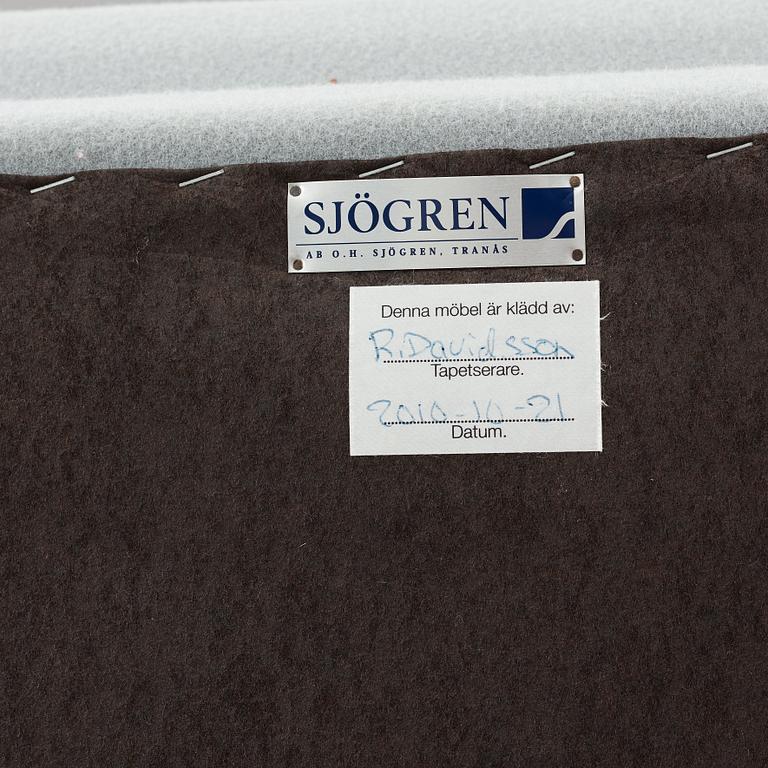 SJÖGREN
AB O.H. SJÖGREN, TRANÅS
Denna möbel är klädd av:
R.Davidsson
Tapetserare.
2010-10-21
Datum.